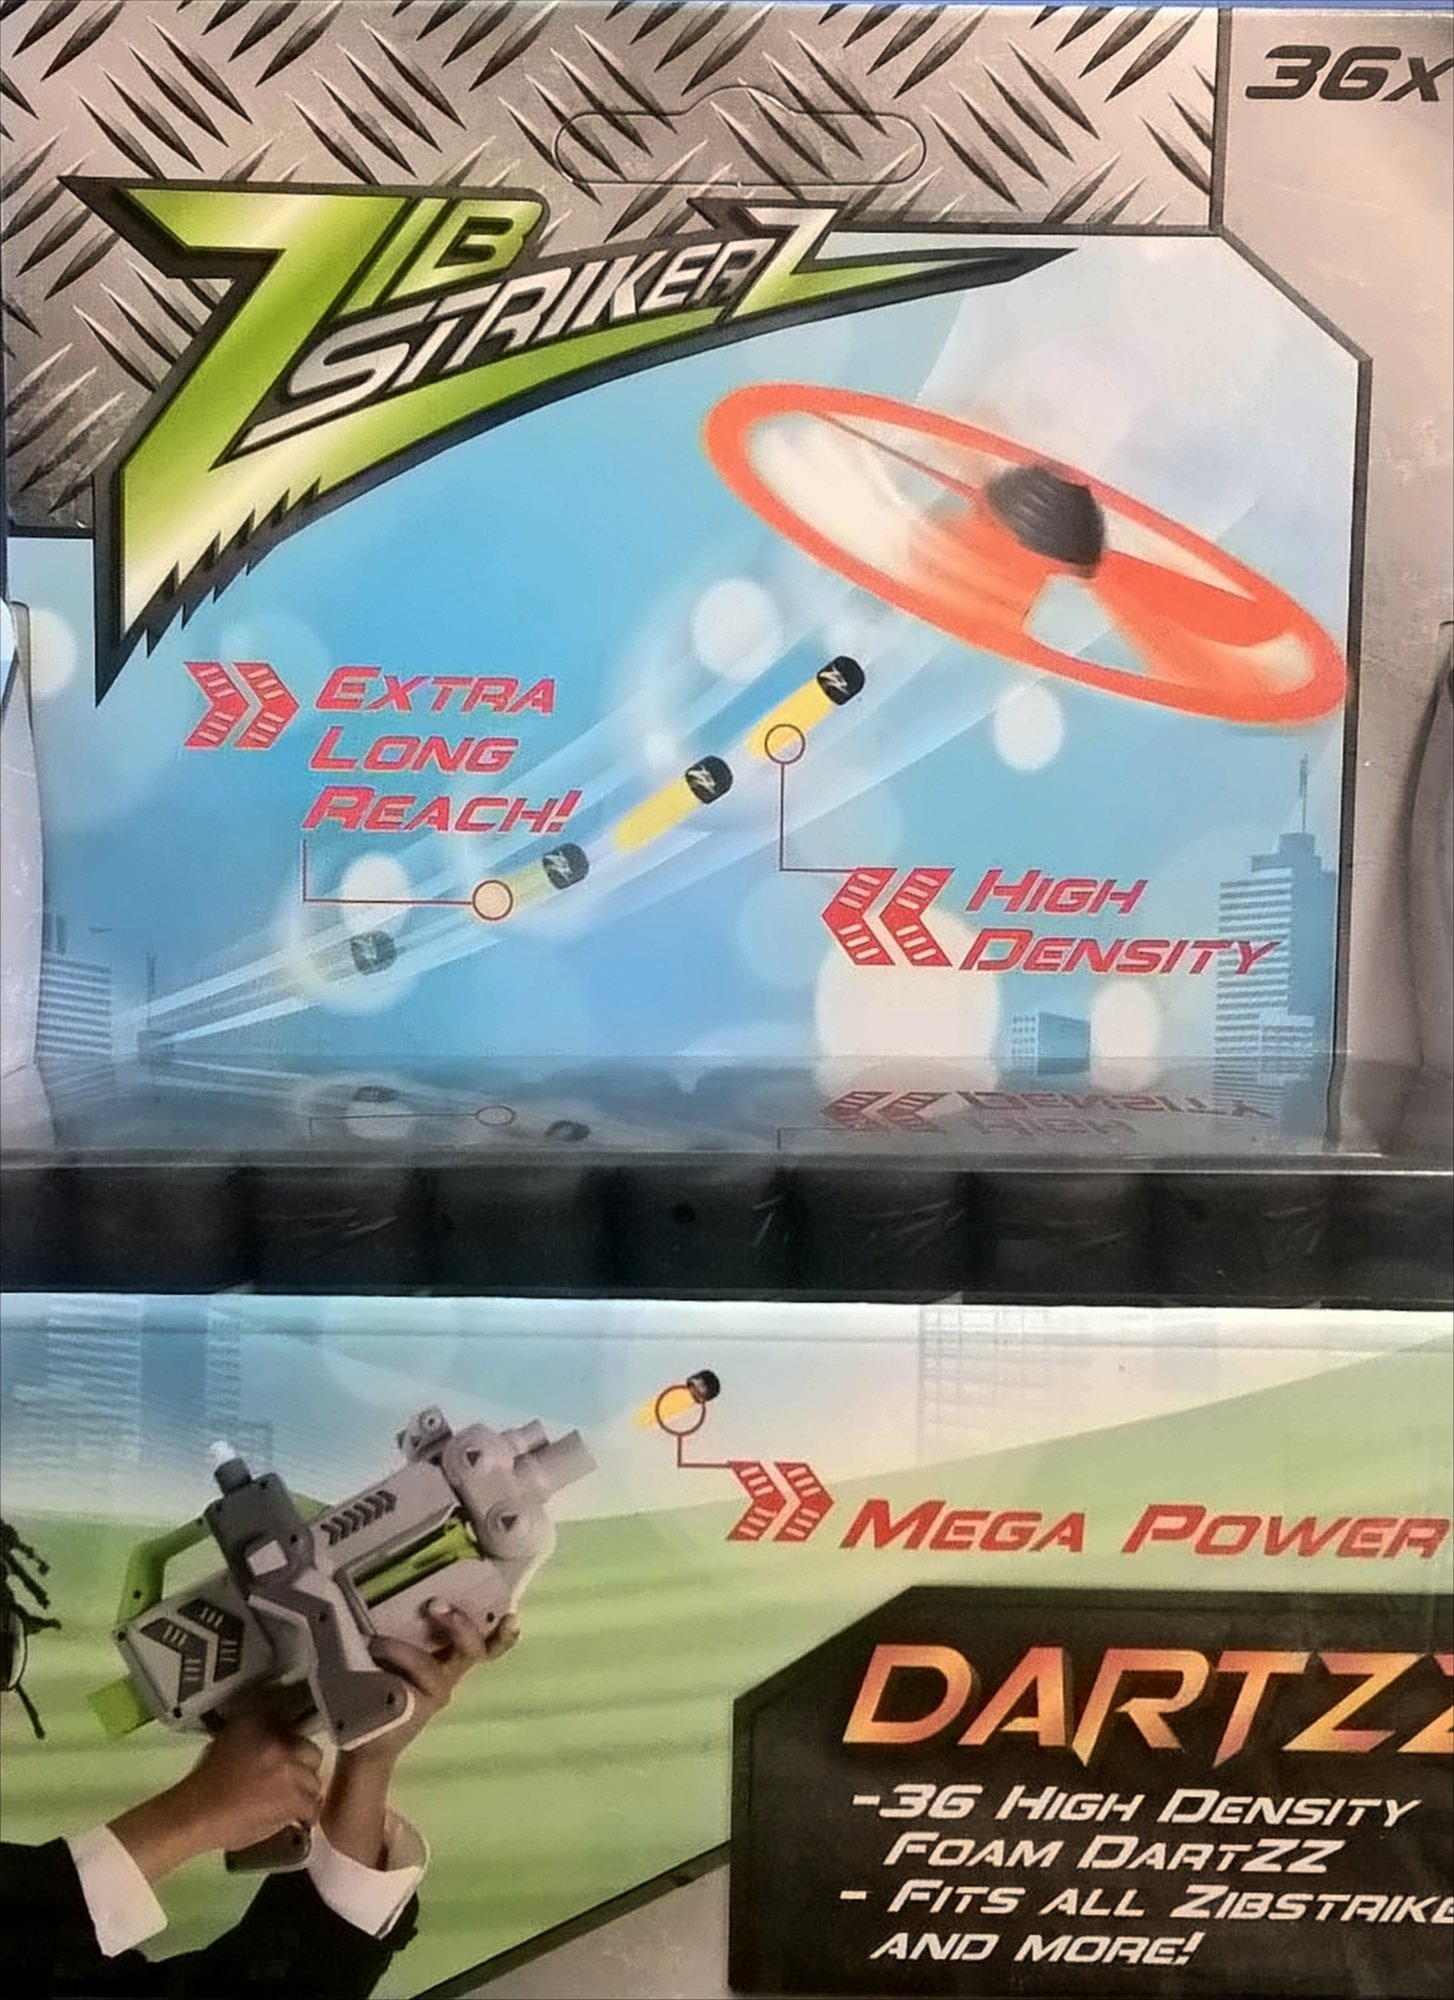 36x
ZIB
STRIKERZ
EXTRA
LONG
REACH!
HIGH
DENSITY
MEGA POWER
DARTZZ
-36 HIGH DENSITY
FOAM DARTZZ
- FITS ALL ZIBSTRIKE
AND MORE!